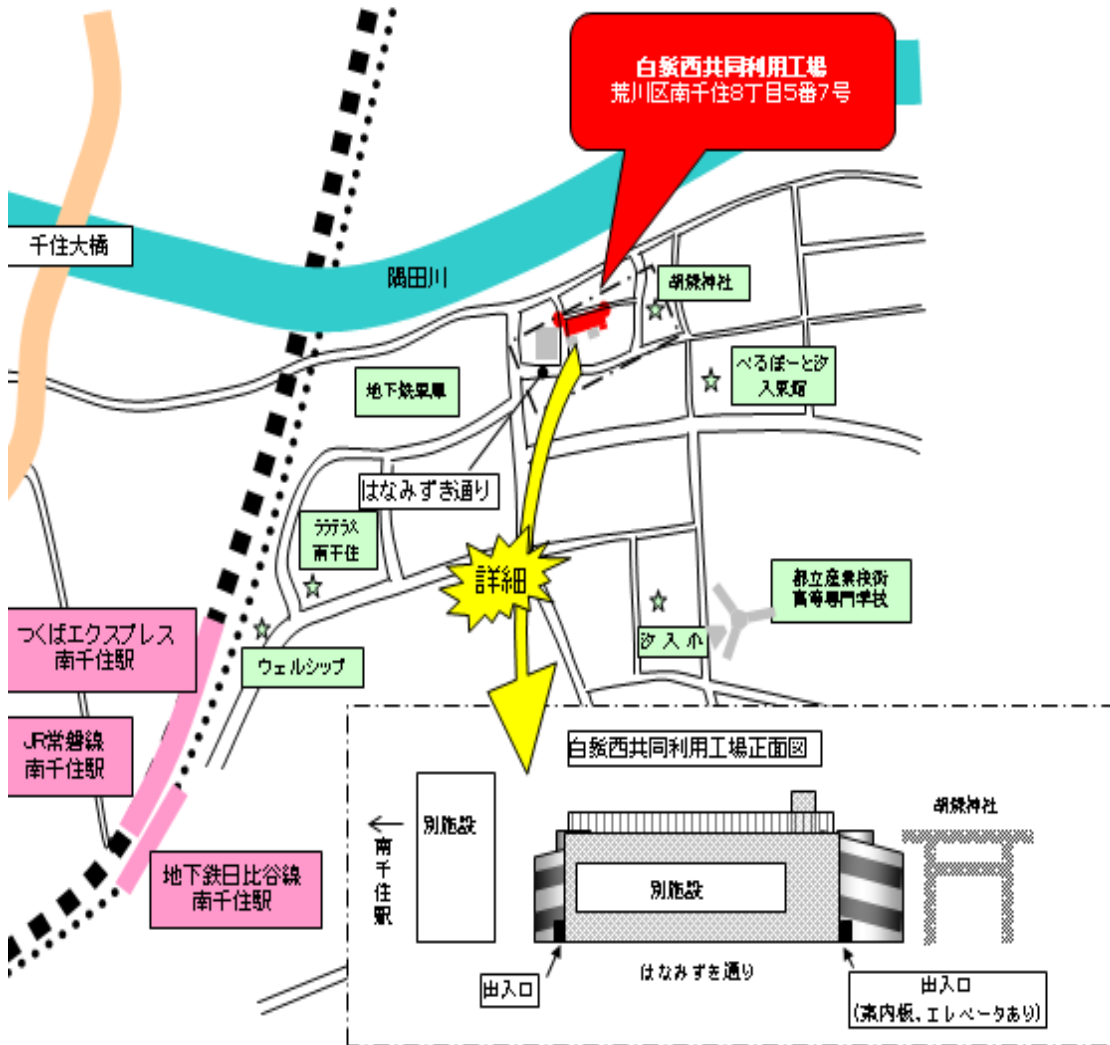 白鬚西共同利用工場
荒川区南千住8丁目5番7号
千住大橋
隅田川
胡録神社
べるぽーと汐
入東館
地下鉄車庫
はなみずき通り
ララテラス
南千住
詳細
都立産業技術
高等専門学校
汐入小
つくばエクスプレス
南千住駅
ウェルシップ
JR常磐線
南千住駅
地下鉄日比谷線
南千住駅
白鬚西共同利用工場正面図
←
南千住駅
別施設
別施設
胡録神社
はなみずき通り
出入口
出入口
(案内板、エレベータあり)